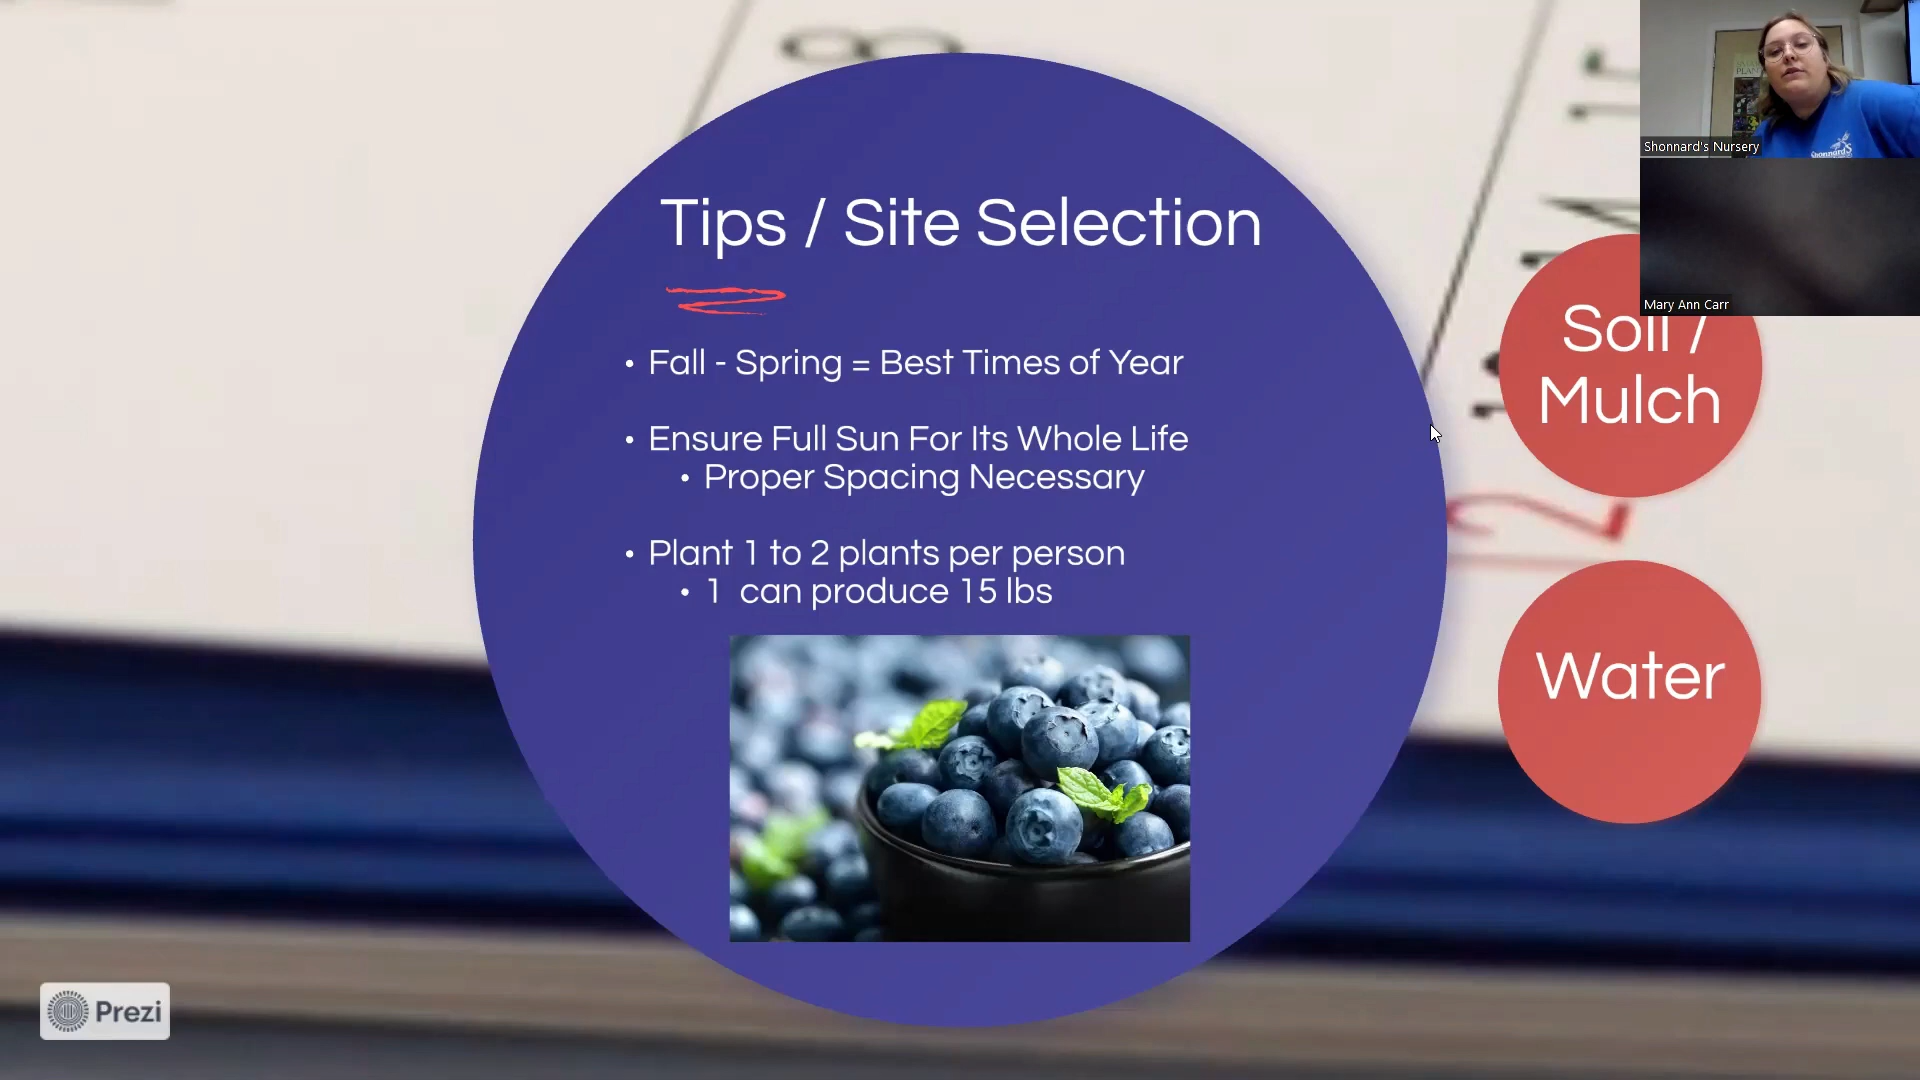 Tips / Site Selection
• Fall - Spring = Best Times of Year
• Ensure Full Sun For Its Whole Life
• Proper Spacing Necessary
• Plant 1 to 2 plants per person
• 1 can produce 15 lbs
Soil /
Mulch
Water
Shonnard's Nursery
Mary Ann Carr
Prezi